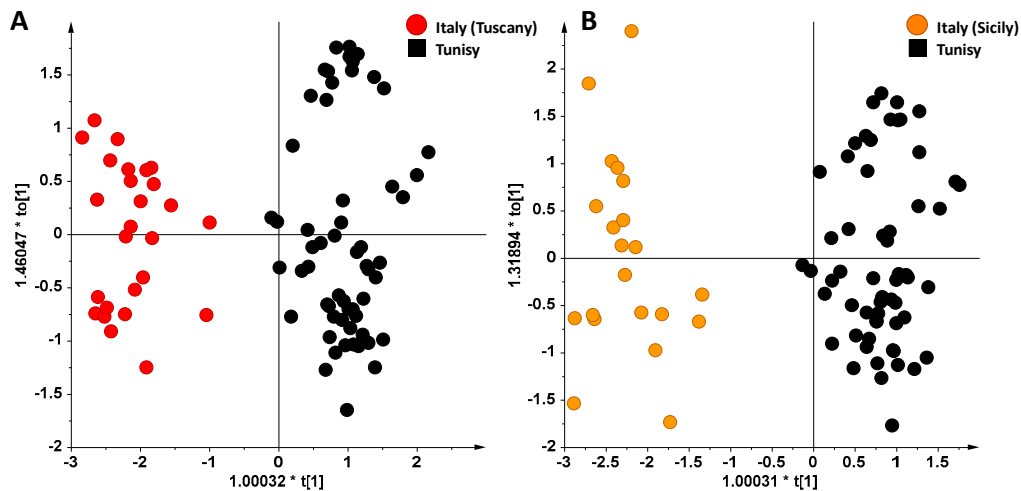 A
Italy (Tuscany)
Tunisy
1.5
1
0.5
0
-0.5
-1
-1.5
-2
-3 -2 -1 0 1 2
1.46047 * to[1]
1.00032 * t[1]
B
Italy (Sicily)
Tunisy
2
1.5
1
0.5
0
-0.5
-1
-1.5
-2
-3 -2.5 -2 -1.5 -1 -0.5 0 0.5 1 1.5
1.31894 * to[1]
1.00031 * t[1]